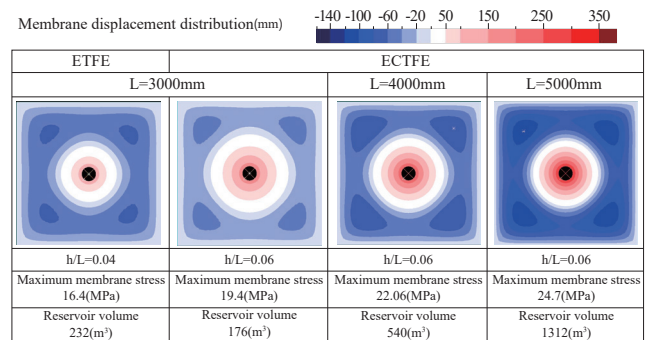 Membrane displacement distribution(mm)
-140 -100 -60 -20 50 150 250 350
ETFE ECTFE
L=3000mm L=4000mm L=5000mm
h/L=0.04 h/L=0.06 h/L=0.06 h/L=0.06
Maximum membrane stress Maximum membrane stress Maximum membrane stress Maximum membrane stress
16.4(MPa) 19.4(MPa) 22.06(MPa) 24.7(MPa)
Reservoir volume Reservoir volume Reservoir volume Reservoir volume
232(m³) 176(m³) 540(m³) 1312(m³)